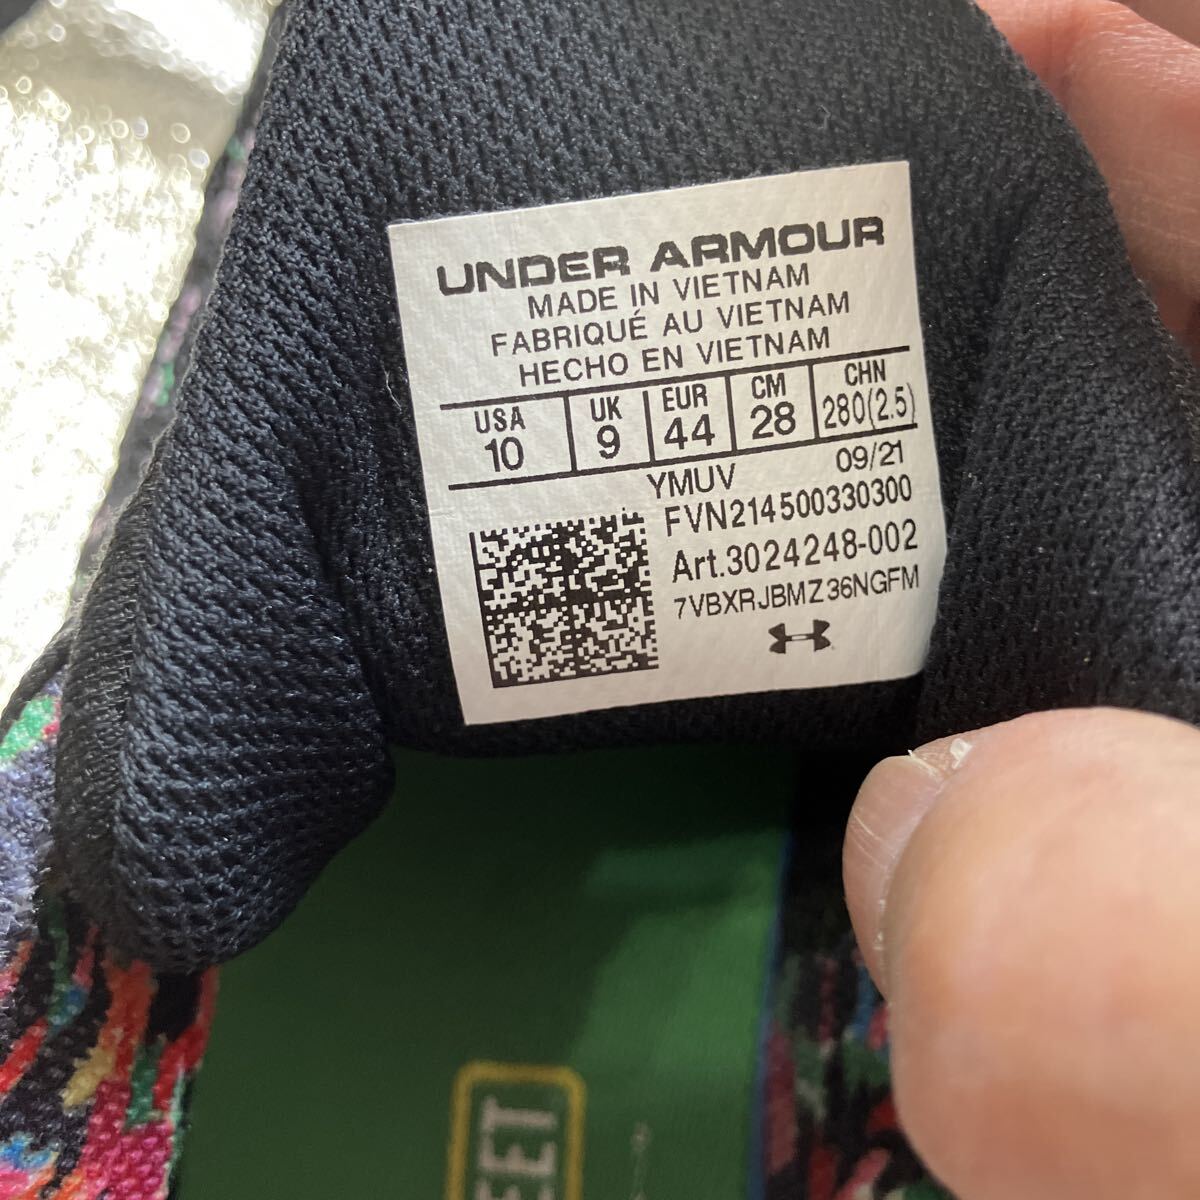 UNDER ARMOUR
MADE IN VIETNAM
FABRIQUÉ AU VIETNAM
HECHO EN VIETNAM
USA UK EUR CM CHN
10 9 44 28 280(2.5)
YMUV 09/21
FVN214500330300
Art.3024248-002
7VBXRJBMZ36NGFM
EET